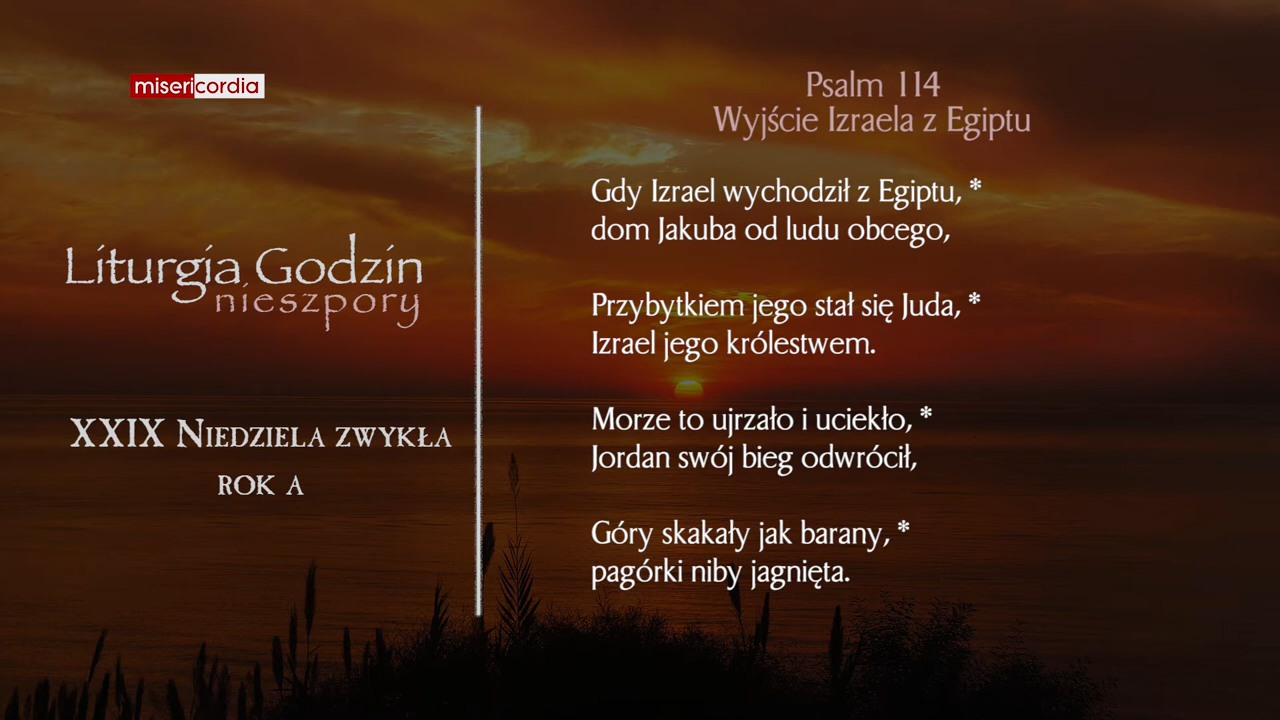 misericordia
Liturgia Godzin
nieszpory
XXIX Niedziela zwykła
rok A
Psalm 114
Wyjście Izraela z Egiptu
Gdy Izrael wychodził z Egiptu, *
dom Jakuba od ludu obcego,
Przybytkiem jego stał się Juda, *
Izrael jego królestwem.
Morze to ujrzało i uciekło, *
Jordan swój bieg odwrócił,
Góry skakały jak barany, *
pagórki niby jagnięta.